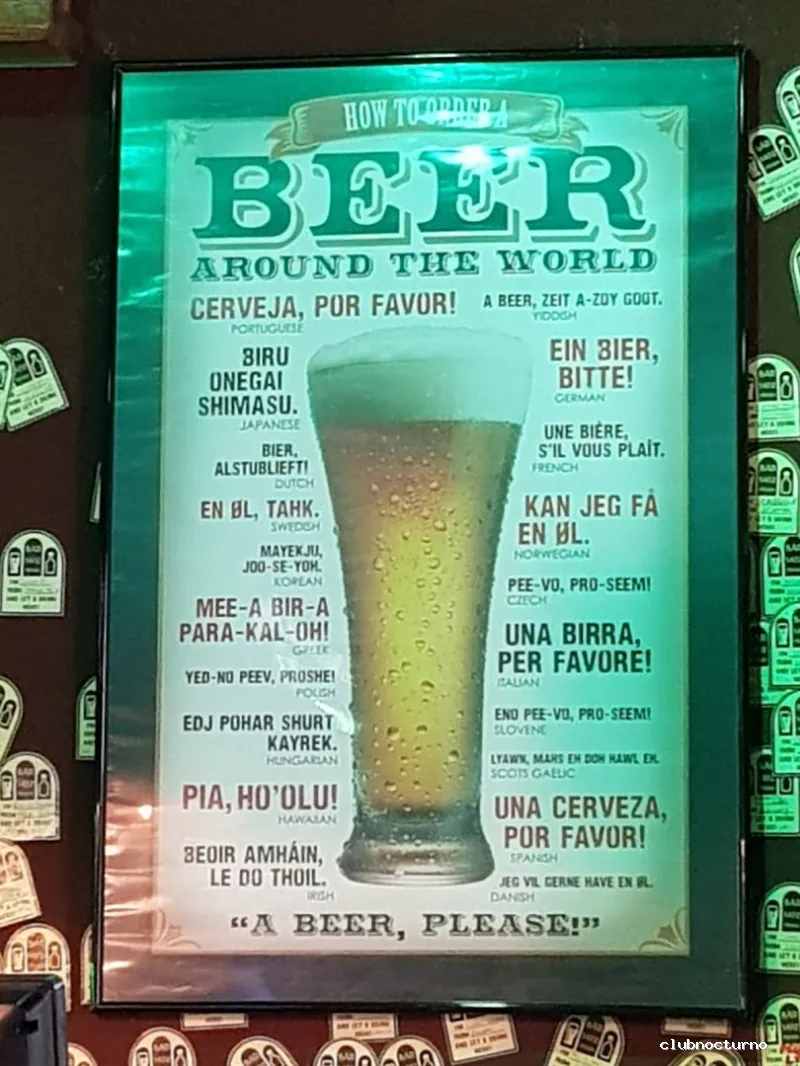 HOW TO ORDER A
BEER
AROUND THE WORLD
CERVEJA, POR FAVOR!
PORTUGUESE
BIRU
ONEGAI
SHIMASU.
JAPANESE
BIER,
ALSTUBLIEFT!
DUTCH
EN ØL, TAHK.
SWEDISH
MAYEKJU,
JOO-SE-YOH.
KOREAN
MEE-A BIR-A
PARA-KAL-OH!
GREEK
YED-NO PEEV, PROSHE!
POLISH
EDJ POHAR SHURT
KAYREK.
HUNGARIAN
PIA, HO'OLU!
HAWAIIAN
BEOIR AMHÁIN,
LE DO THOIL.
IRISH
A BEER, ZEIT A-ZOY GOOT.
YIDDISH
EIN BIER,
BITTE!
GERMAN
UNE BIÈRE,
S'IL VOUS PLAÎT.
FRENCH
KAN JEG FÅ
EN ØL.
NORWEGIAN
PEE-VO, PRO-SEEM!
CZECH
UNA BIRRA,
PER FAVORE!
ITALIAN
ENO PEE-VO, PRO-SEEM!
SLOVENE
LYAWN, MAHS EH DOH HAWL EH.
SCOTS GAELIC
UNA CERVEZA,
POR FAVOR!
SPANISH
JEG VIL GERNE HAVE EN ØL.
DANISH
"A BEER, PLEASE!"
clubnocturno